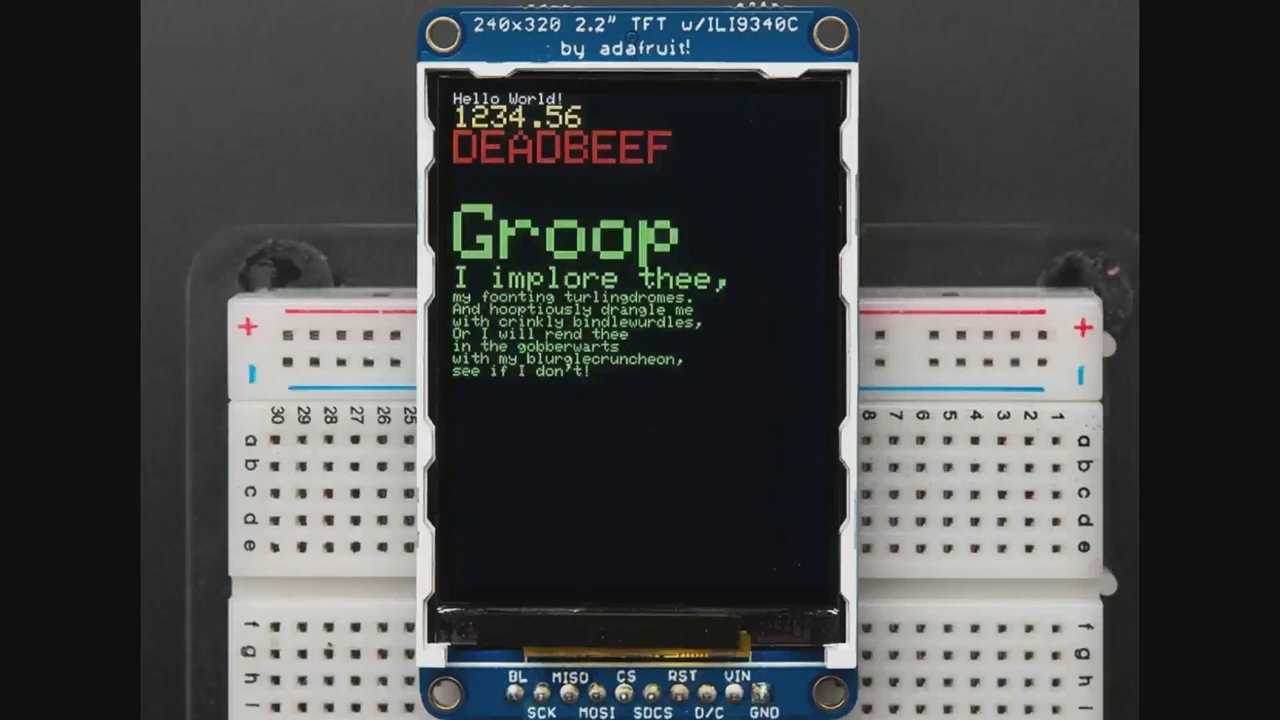 240x320 2.2" TFT w/ILI9340C
by adafruit!
Hello World!
1234.56
DEADBEEF
Groop
I implore thee,
my foonting turlingdromes.
And hooptiously drangle me
with crinkly bindlewurdles,
Or I will rend thee
in the gobberwarts
with my blurglecruncheon,
see if I don't!
+ +
- -
30 29 28 27 26 25 8 7 6 5 4 3 2 1
a a
b b
c c
d d
e e
f f
g g
h h
i i
BL MISO CS RST VIN
SCK MOSI SDCS D/C GND